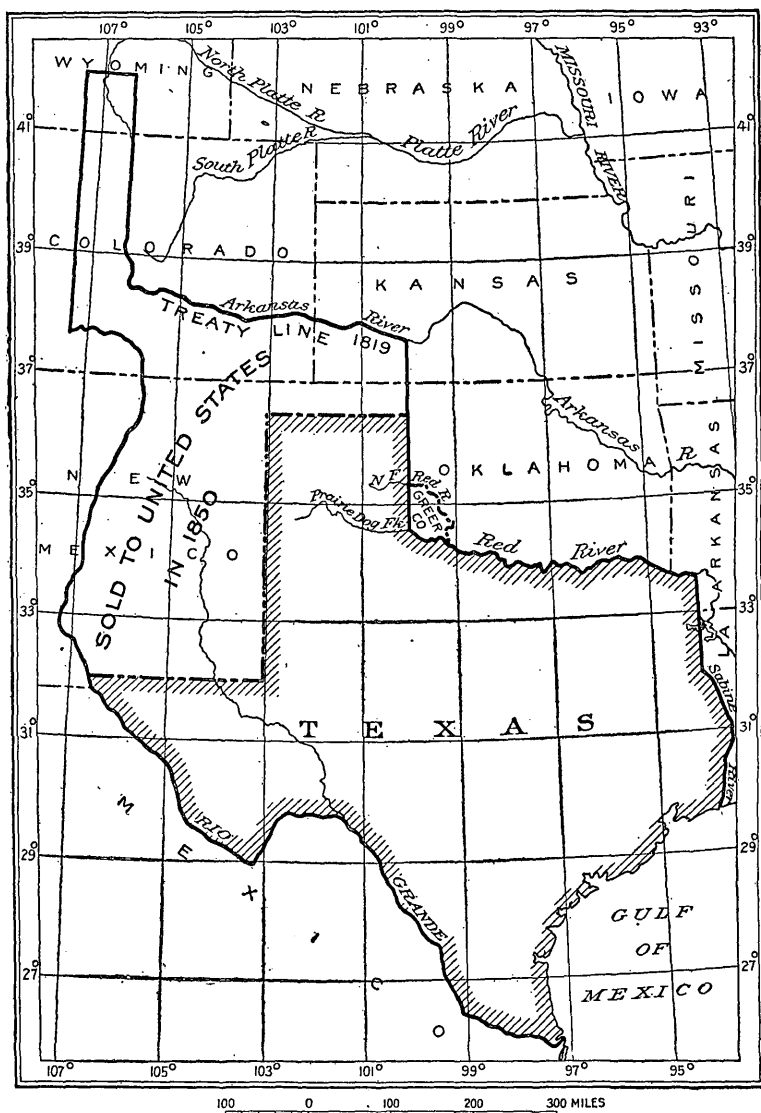 107° 105° 103° 101° 99° 97° 95° 93°
WYOMING
North Platte R
NEBRASKA
MISSOURI RIVER
IOWA
41° 41°
South Platte R
Platte River
MISSOURI
39° 39°
COLORADO
KANSAS
Arkansas River
TREATY LINE 1819
37° 37°
Arkansas R
SOLD TO UNITED STATES
IN 1850
NEW
MEXICO
N F Red R
OKLAHOMA
Prairie Dog Fk
GREER
CO
35° 35°
ARKANSAS
Red River
33° 33°
LA
Sabine River
TEXAS
31° 31°
MEXICO
RIO GRANDE
29° 29°
GULF
OF
MEXICO
27° 27°
107° 105° 103° 101° 99° 97° 95°
100 0 100 200 300 MILES